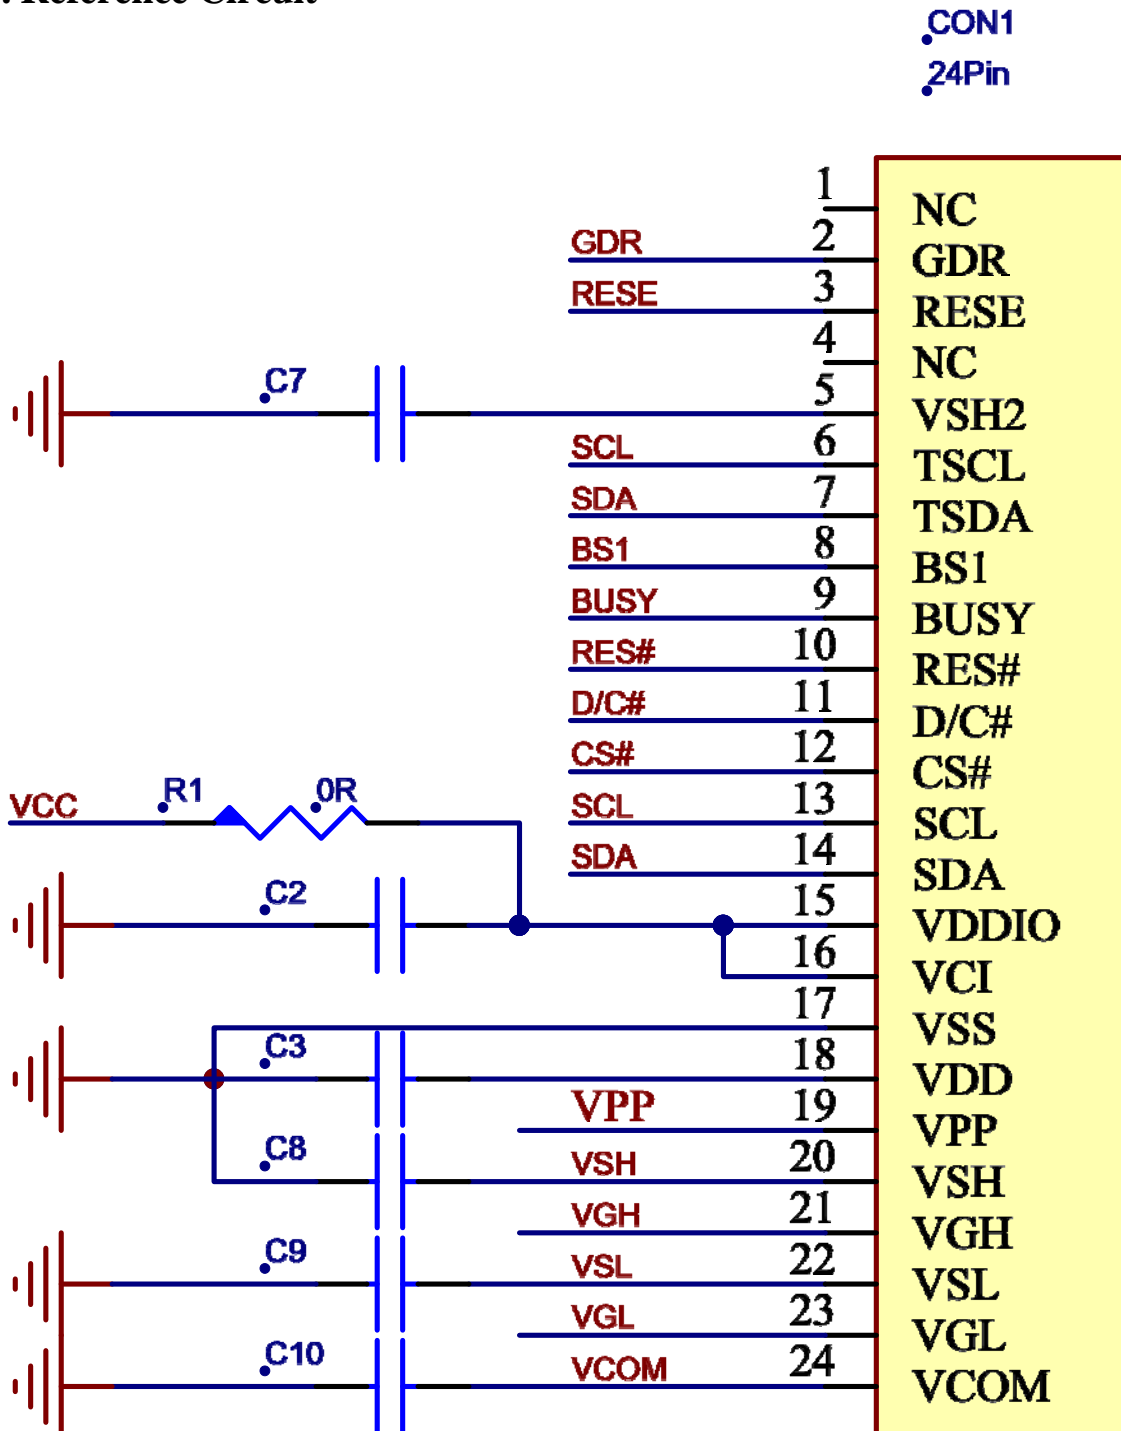 . Reference Circuit
CON1
24Pin
1 NC
GDR 2 GDR
RESE 3 RESE
4 NC
C7 5 VSH2
SCL 6 TSCL
SDA 7 TSDA
BS1 8 BS1
BUSY 9 BUSY
RES# 10 RES#
D/C# 11 D/C#
CS# 12 CS#
VCC R1 0R SCL 13 SCL
SDA 14 SDA
C2 15 VDDIO
16 VCI
17 VSS
C3 18 VDD
VPP 19 VPP
C8 VSH 20 VSH
VGH 21 VGH
C9 VSL 22 VSL
VGL 23 VGL
C10 VCOM 24 VCOM